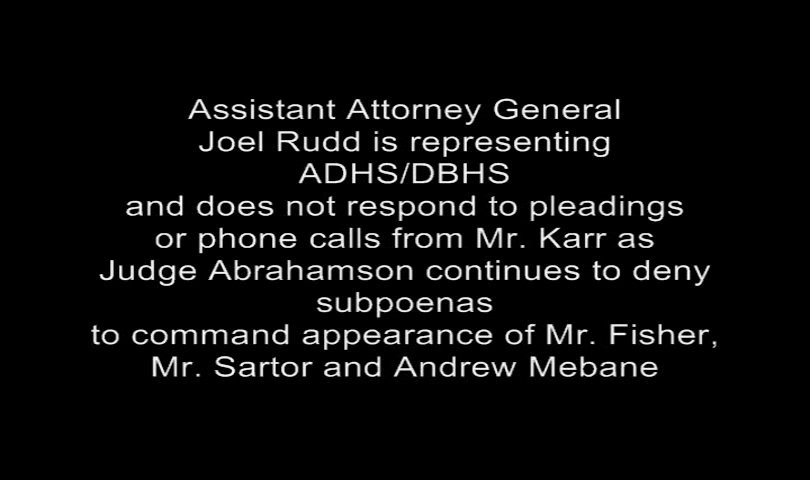 Assistant Attorney General
Joel Rudd is representing
ADHS/DBHS
and does not respond to pleadings
or phone calls from Mr. Karr as
Judge Abrahamson continues to deny
subpoenas
to command appearance of Mr. Fisher,
Mr. Sartor and Andrew Mebane